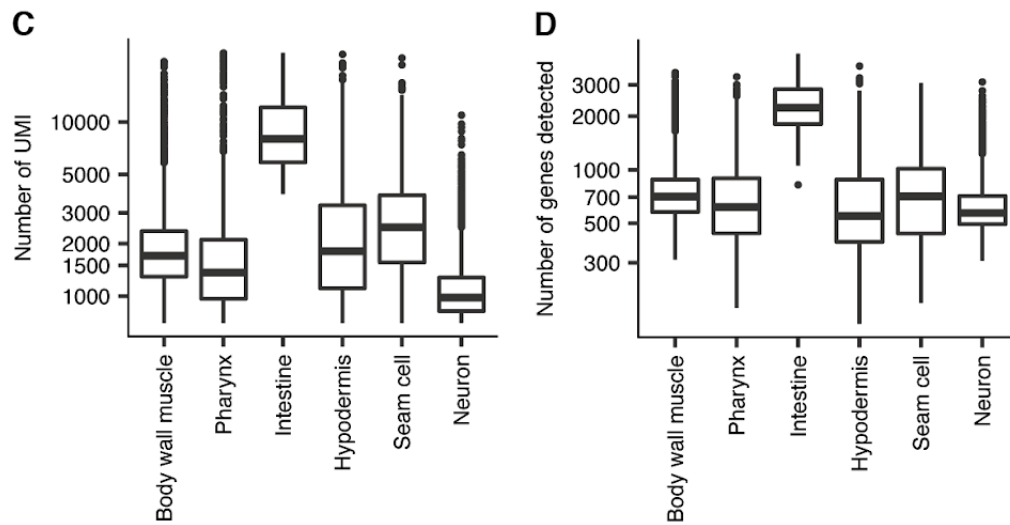 C
Number of UMI
10000
5000
3000
2000
1500
1000
Body wall muscle
Pharynx
Intestine
Hypodermis
Seam cell
Neuron
D
Number of genes detected
3000
2000
1000
700
500
300
Body wall muscle
Pharynx
Intestine
Hypodermis
Seam cell
Neuron